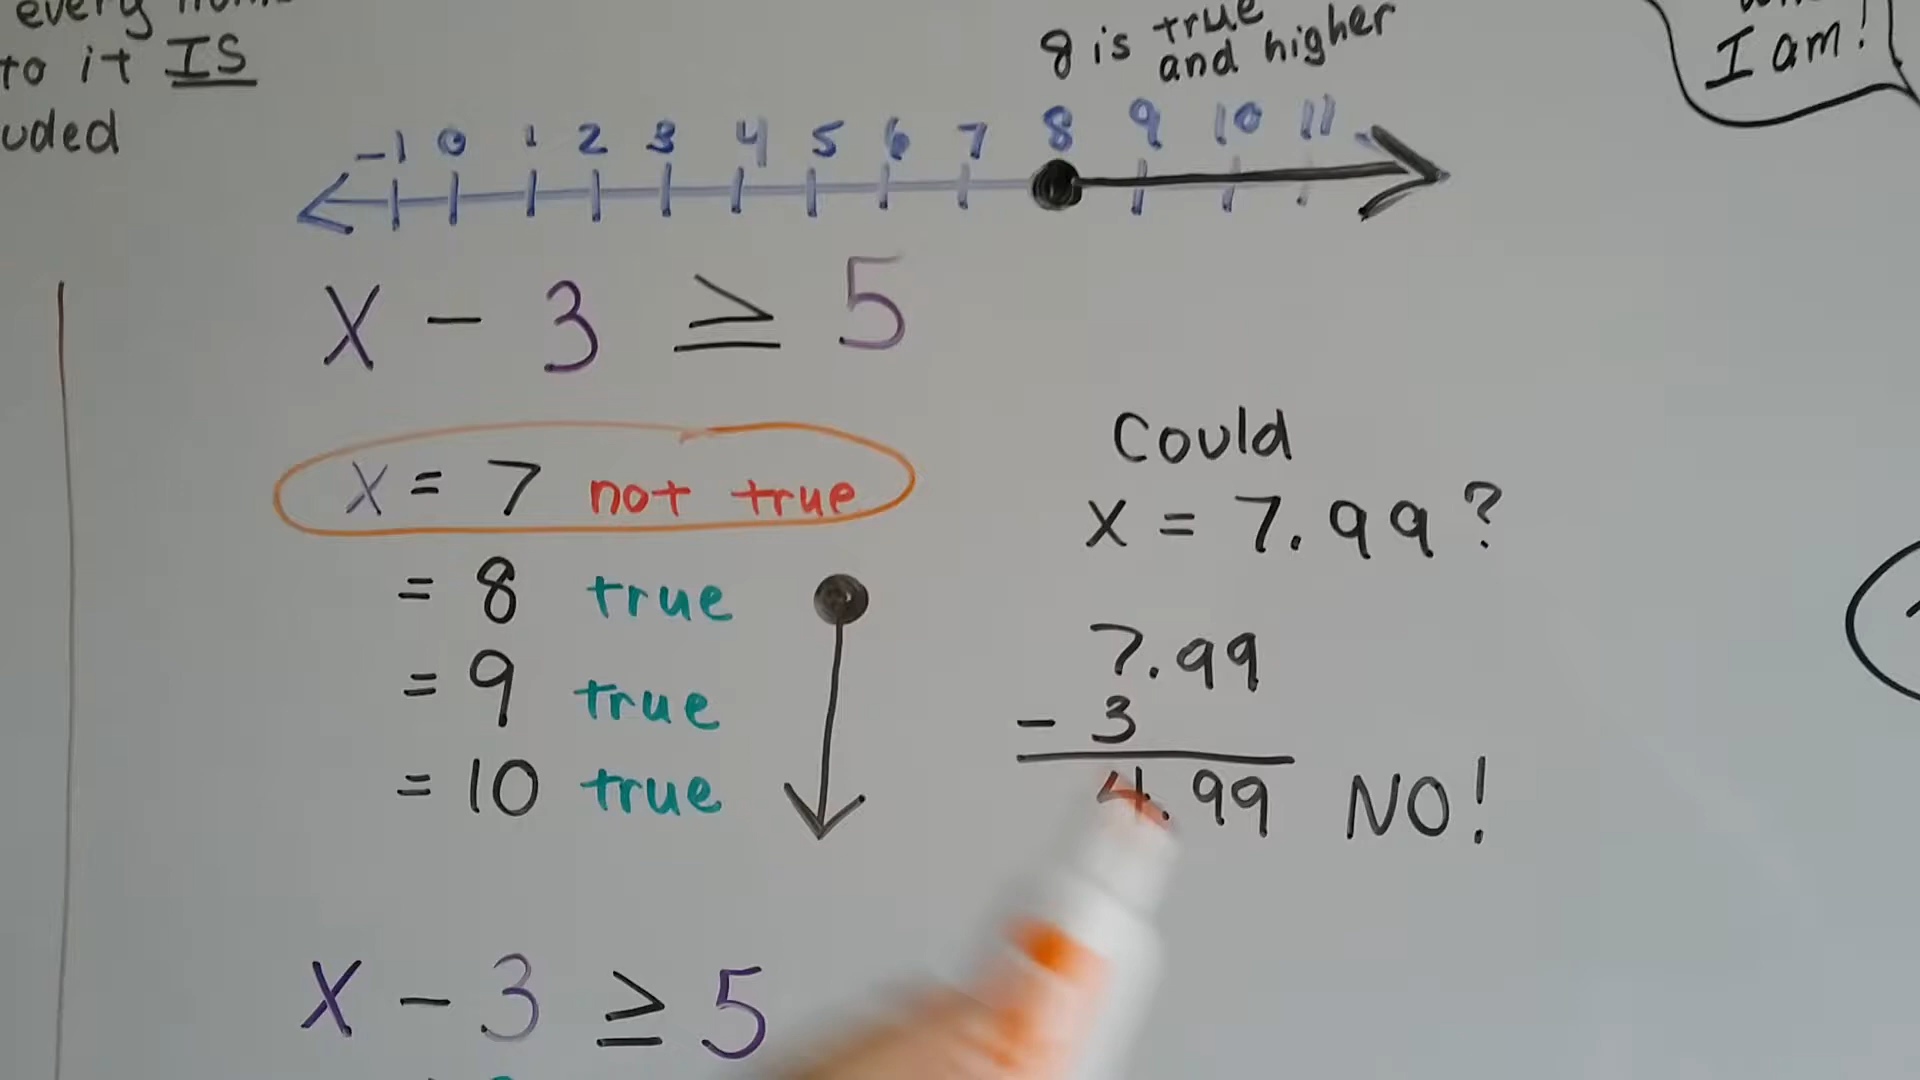 every
to it IS
uded
8 is true
and higher
I am!
-1 0 1 2 3 4 5 6 7 8 9 10 11
X - 3 ≥ 5
x = 7 not true
= 8 true
= 9 true
= 10 true
Could
x = 7.99?
7.99
- 3
4.99 NO!
X - 3 ≥ 5